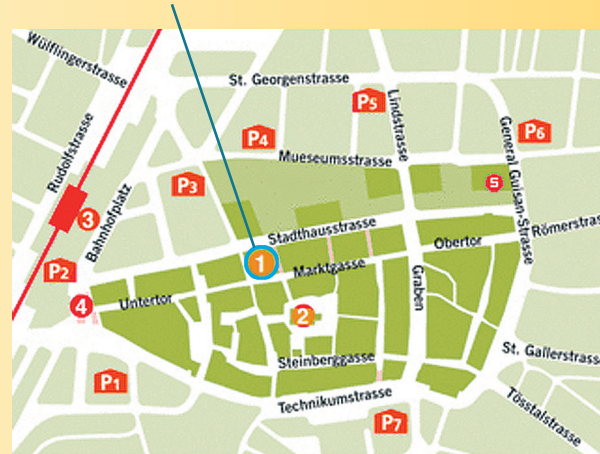 Wülflingerstrasse
St. Georgenstrasse
P5
Lindstrasse
General Guisan-Strasse
P6
P4
Rudolfstrasse
Mueseumsstrasse
P3
5
Bahnhofplatz
3
Stadthausstrasse
Römerstras
Obertor
1
Marktgasse
P2
Graben
4
Untertor
2
Steinberggasse
St. Gallerstrasse
P1
Technikumstrasse
Tösstalstrasse
P7